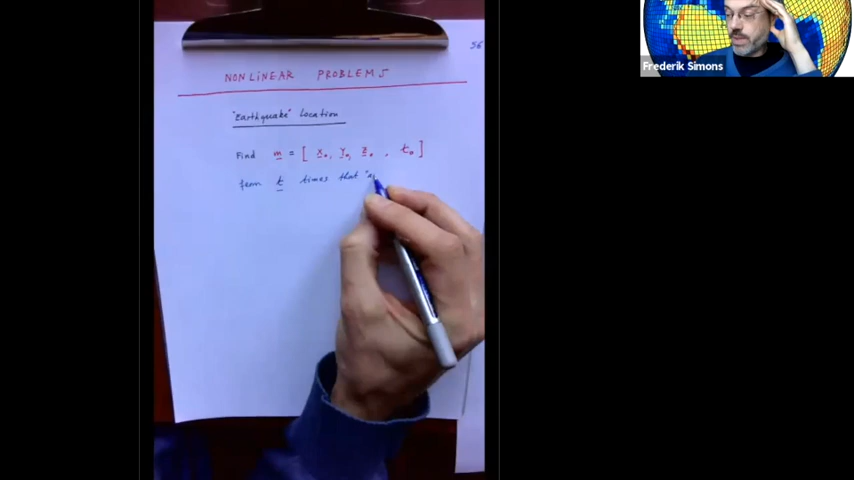 56
NONLINEAR PROBLEMS
"Earthquake" Location
Find m = [ x₀, y₀, z₀ , t₀ ]
from t times that
Frederik Simons